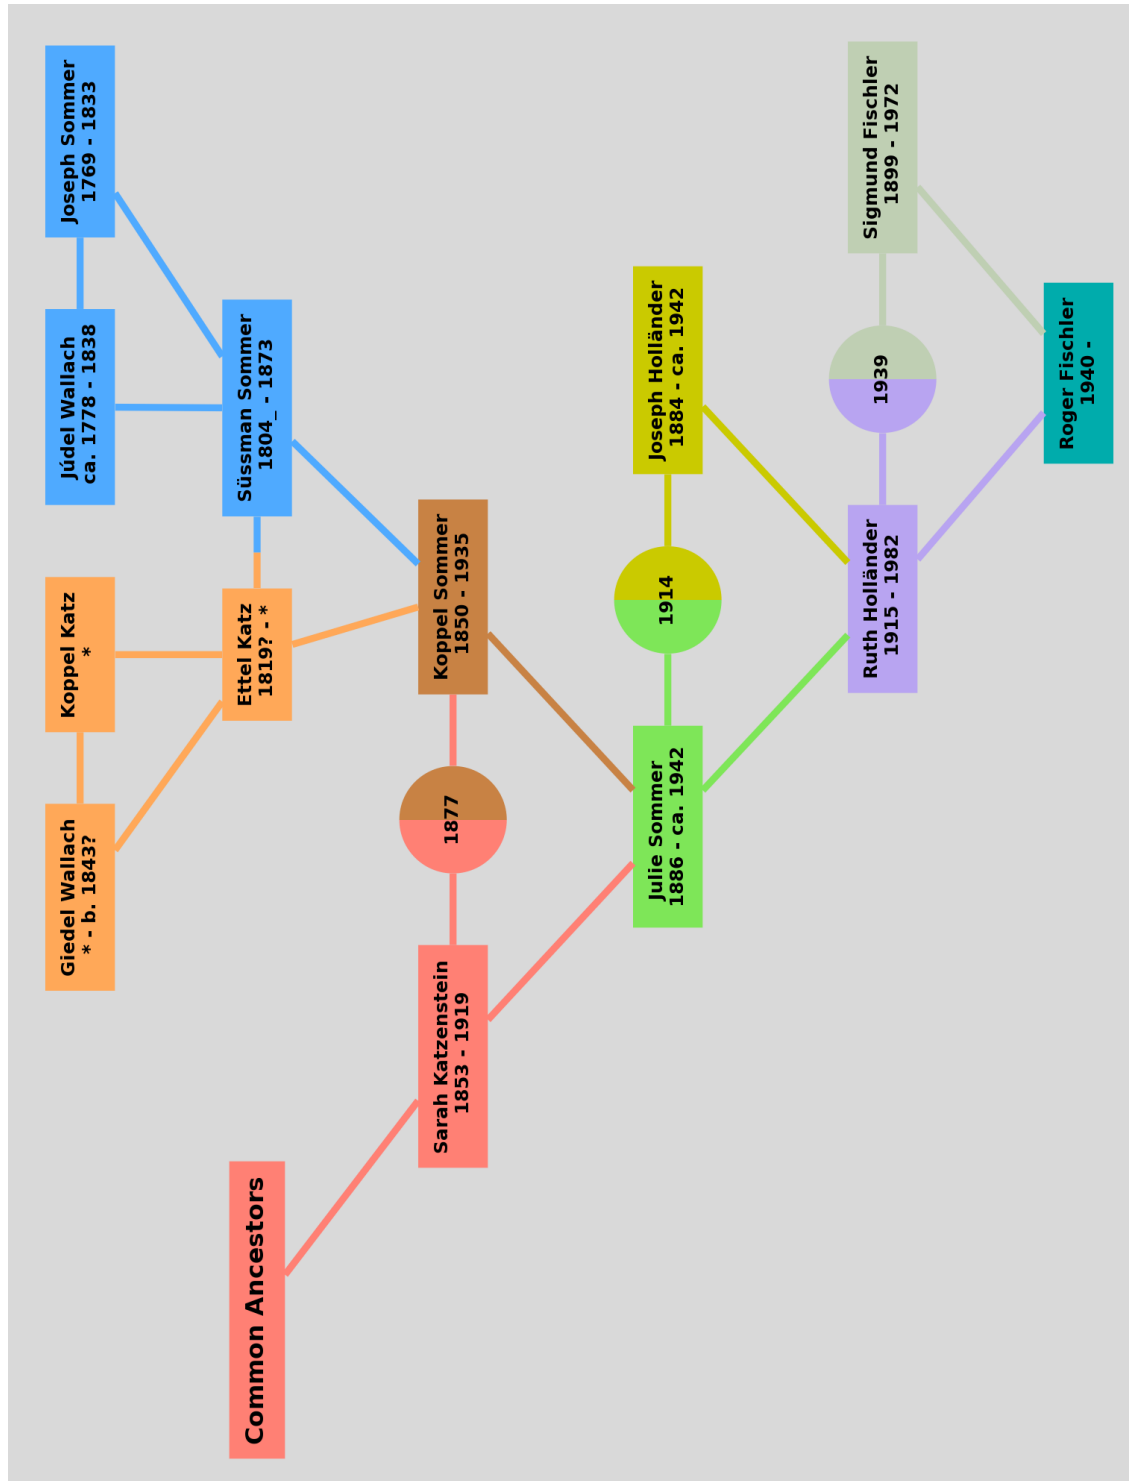 Giedel Wallach
* - b. 1843?
Koppel Katz
*
Júdel Wallach
ca. 1778 - 1838
Joseph Sommer
1769 - 1833
Common Ancestors
Ettel Katz
1819? - *
Süssman Sommer
1804_ - 1873
Sarah Katzenstein
1853 - 1919
1877
Koppel Sommer
1850 - 1935
Julie Sommer
1886 - ca. 1942
1914
Joseph Holländer
1884 - ca. 1942
Ruth Holländer
1915 - 1982
1939
Sigmund Fischler
1899 - 1972
Roger Fischler
1940 -